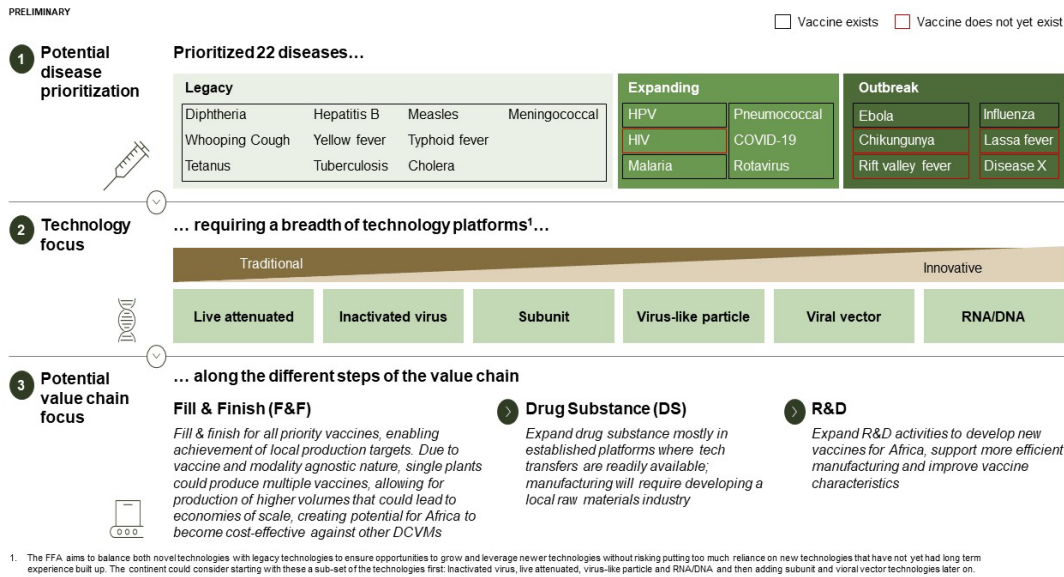 PRELIMINARY
Vaccine exists
Vaccine does not yet exist
1
Potential
disease
prioritization
Prioritized 22 diseases…
Legacy
Diphtheria
Hepatitis B
Measles
Meningococcal
Whooping Cough
Yellow fever
Typhoid fever
Tetanus
Tuberculosis
Cholera
Expanding
HPV
Pneumococcal
HIV
COVID-19
Malaria
Rotavirus
Outbreak
Ebola
Influenza
Chikungunya
Lassa fever
Rift valley fever
Disease X
2
Technology
focus
… requiring a breadth of technology platforms¹…
Traditional
Innovative
Live attenuated
Inactivated virus
Subunit
Virus-like particle
Viral vector
RNA/DNA
3
Potential
value chain
focus
… along the different steps of the value chain
Fill & Finish (F&F)
Fill & finish for all priority vaccines, enabling
achievement of local production targets. Due to
vaccine and modality agnostic nature, single plants
could produce multiple vaccines, allowing for
production of higher volumes that could lead to
economies of scale, creating potential for Africa to
become cost-effective against other DCVMs
Drug Substance (DS)
Expand drug substance mostly in
established platforms where tech
transfers are readily available;
manufacturing will require developing a
local raw materials industry
R&D
Expand R&D activities to develop new
vaccines for Africa, support more efficient
manufacturing and improve vaccine
characteristics
1. The FFA aims to balance both novel technologies with legacy technologies to ensure opportunities to grow and leverage newer technologies without risking putting too much reliance on new technologies that have not yet had long term
experience built up. The continent could consider starting with these a sub-set of the technologies first: Inactivated virus, live attenuated, virus-like particle and RNA/DNA and then adding subunit and vioral vector technologies later on.